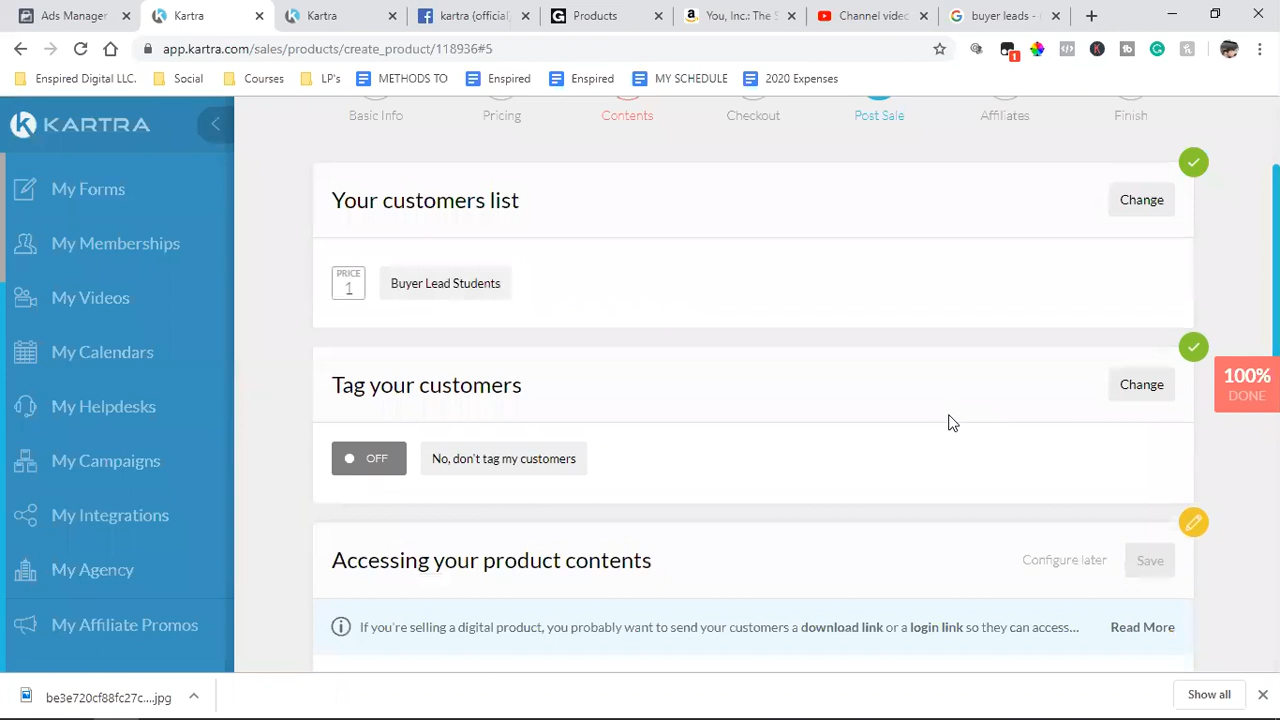 Ads Manager
Kartra
Kartra
kartra (official
Products
You, Inc.: The S
Channel video
buyer leads -
app.kartra.com/sales/products/create_product/118936#5
1
Enspired Digital LLC.
Social
Courses
LP's
METHODS TO
Enspired
Enspired
MY SCHEDULE
2020 Expenses
KARTRA
My Forms
My Memberships
My Videos
My Calendars
My Helpdesks
My Campaigns
My Integrations
My Agency
My Affiliate Promos
Basic Info
Pricing
Contents
Checkout
Post Sale
Affiliates
Finish
Your customers list
Change
PRICE
1
Buyer Lead Students
Tag your customers
Change
OFF
No, don't tag my customers
100%
DONE
Accessing your product contents
Configure later
Save
If you're selling a digital product, you probably want to send your customers a download link or a login link so they can access...
Read More
be3e720cf88fc27c....jpg
Show all